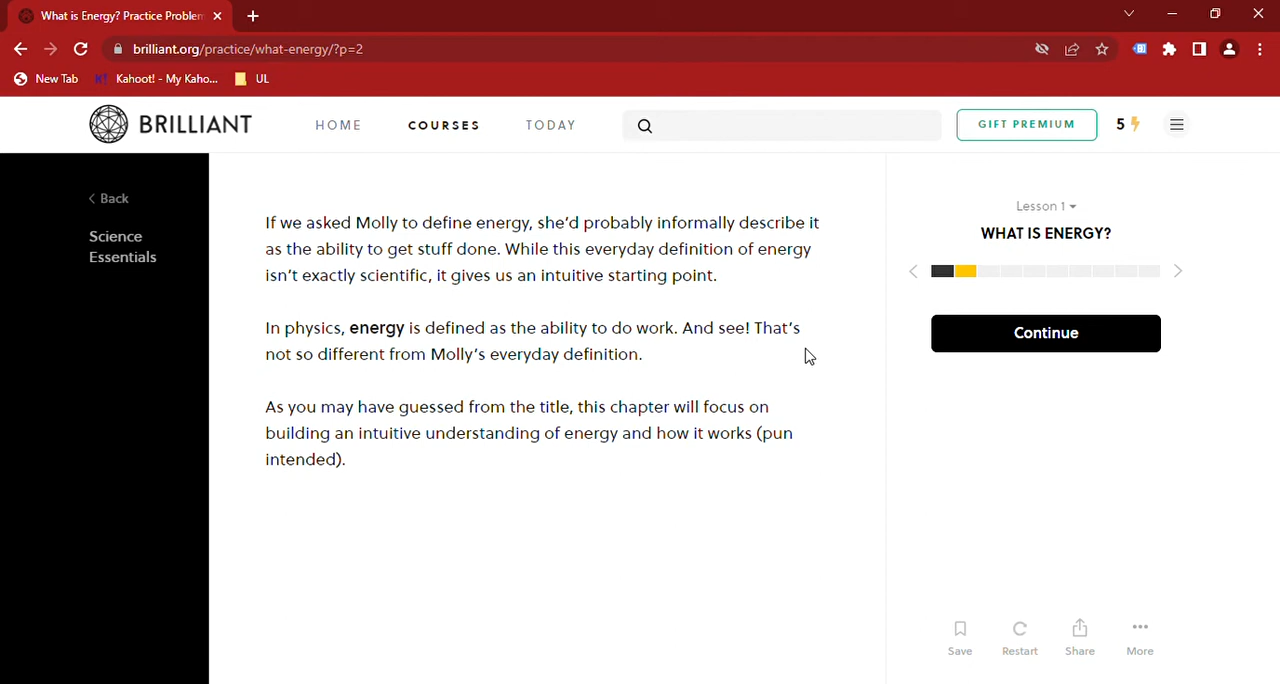 What is Energy? Practice Problem
brilliant.org/practice/what-energy/?p=2
New Tab
Kahoot! - My Kaho...
UL
BRILLIANT
HOME
COURSES
TODAY
GIFT PREMIUM
5
Back
Science
Essentials
If we asked Molly to define energy, she'd probably informally describe it
as the ability to get stuff done. While this everyday definition of energy
isn't exactly scientific, it gives us an intuitive starting point.
In physics, energy is defined as the ability to do work. And see! That's
not so different from Molly's everyday definition.
As you may have guessed from the title, this chapter will focus on
building an intuitive understanding of energy and how it works (pun
intended).
Lesson 1
WHAT IS ENERGY?
Continue
Save
Restart
Share
More